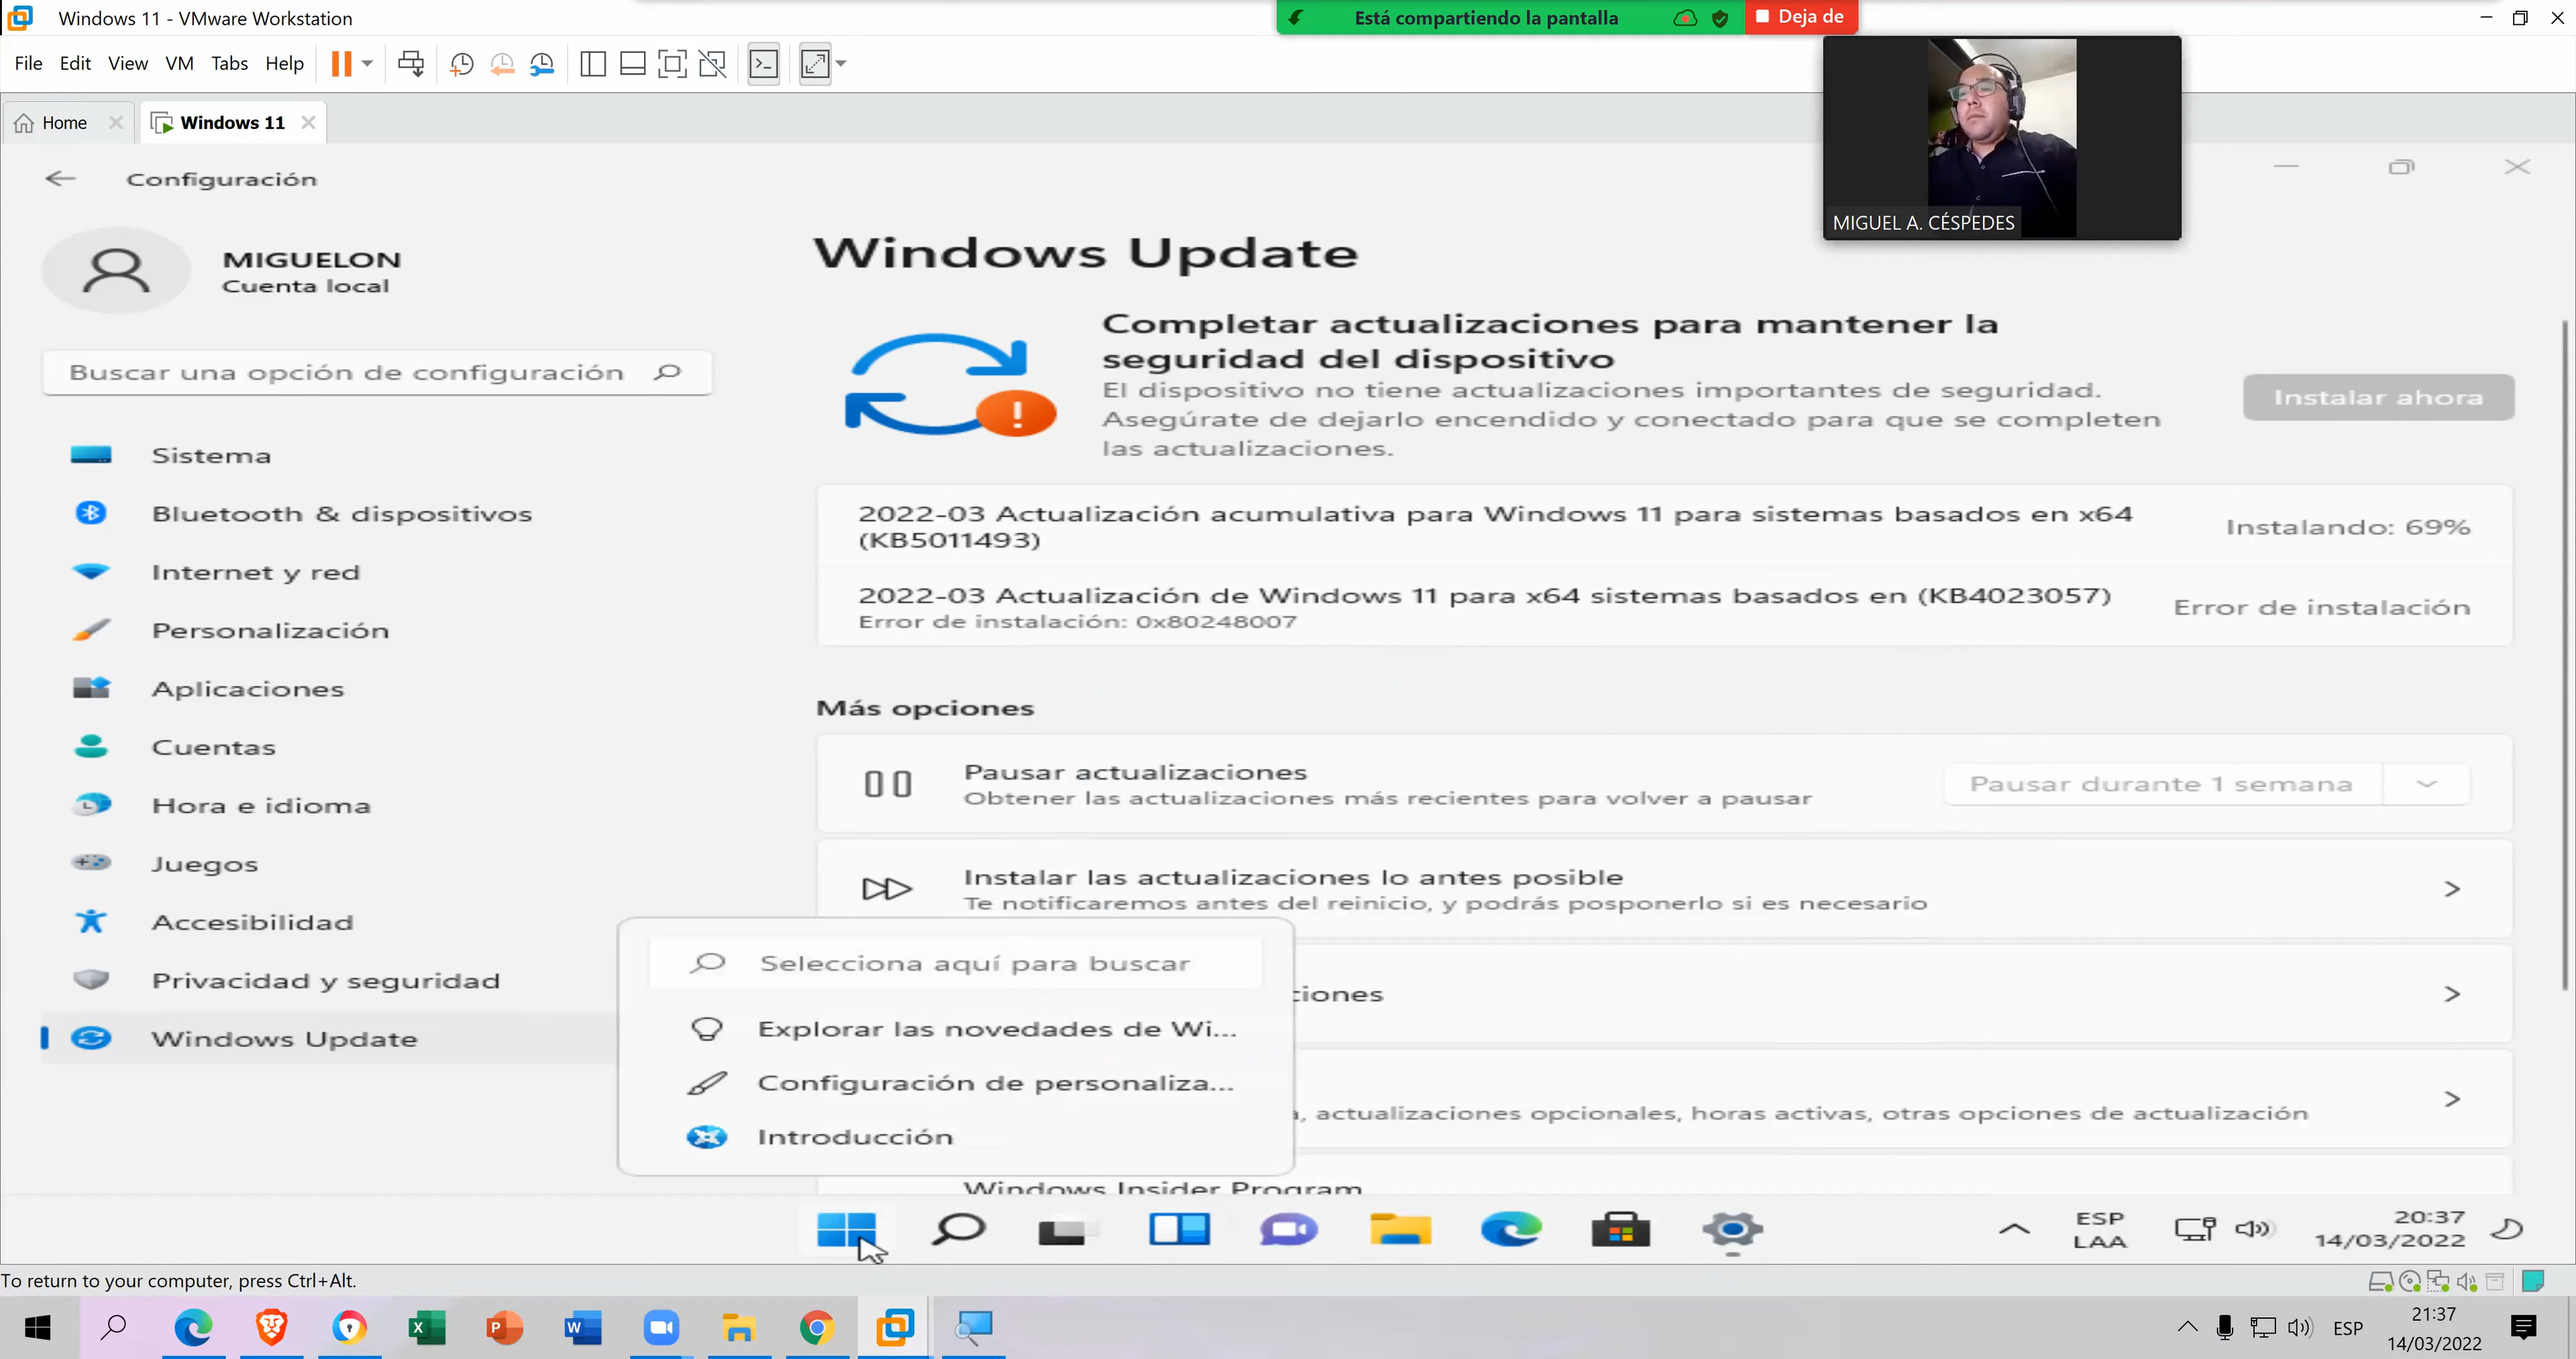 Windows 11 - VMware Workstation
Está compartiendo la pantalla
Deja de
File Edit View VM Tabs Help
Home
Windows 11
MIGUEL A. CÉSPEDES
Configuración
MIGUELON
Cuenta local
Buscar una opción de configuración
Sistema
Bluetooth & dispositivos
Internet y red
Personalización
Aplicaciones
Cuentas
Hora e idioma
Juegos
Accesibilidad
Privacidad y seguridad
Windows Update
Windows Update
Completar actualizaciones para mantener la
seguridad del dispositivo
El dispositivo no tiene actualizaciones importantes de seguridad.
Asegúrate de dejarlo encendido y conectado para que se completen
las actualizaciones.
Instalar ahora
2022-03 Actualización acumulativa para Windows 11 para sistemas basados en x64
(KB5011493)
Instalando: 69%
2022-03 Actualización de Windows 11 para x64 sistemas basados en (KB4023057)
Error de instalación: 0x80248007
Error de instalación
Más opciones
Pausar actualizaciones
Obtener las actualizaciones más recientes para volver a pausar
Pausar durante 1 semana
Instalar las actualizaciones lo antes posible
Te notificaremos antes del reinicio, y podrás posponerlo si es necesario
ciones
, actualizaciones opcionales, horas activas, otras opciones de actualización
Windows Insider Program
Selecciona aquí para buscar
Explorar las novedades de Wi...
Configuración de personaliza...
Introducción
ESP
LAA
20:37
14/03/2022
To return to your computer, press Ctrl+Alt.
ESP
21:37
14/03/2022